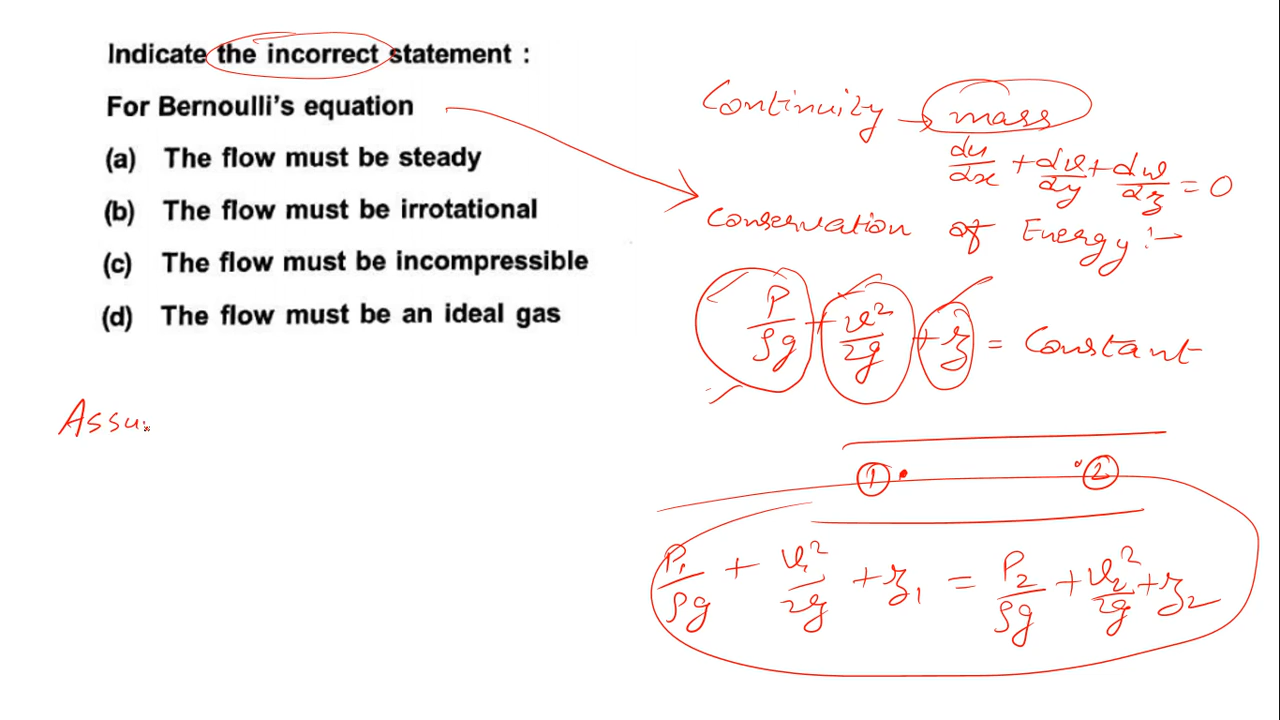 Indicate the incorrect statement :
For Bernoulli's equation
(a) The flow must be steady
(b) The flow must be irrotational
(c) The flow must be incompressible
(d) The flow must be an ideal gas
Assu
Continuity → mass
du/dx + dv/dy + dw/dz = 0
Conservation of Energy :-
P/ρg + v²/2g + z = Constant
1 2
P₁/ρg + v₁²/2g + z₁ = P₂/ρg + v₂²/2g + z₂